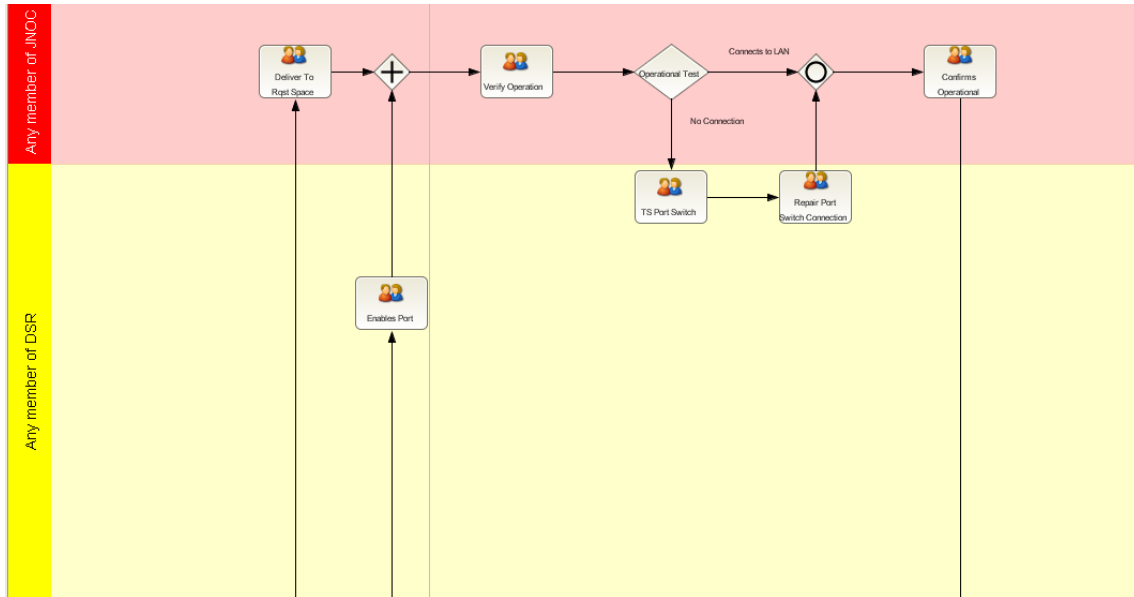 Any member of JNOC
Deliver To
Rqst Space
Verify Operation
Operational Test
Connects to LAN
No Connection
Confirms
Operational
Any member of DSR
TS Port Switch
Repair Port
Switch Connection
Enables Port